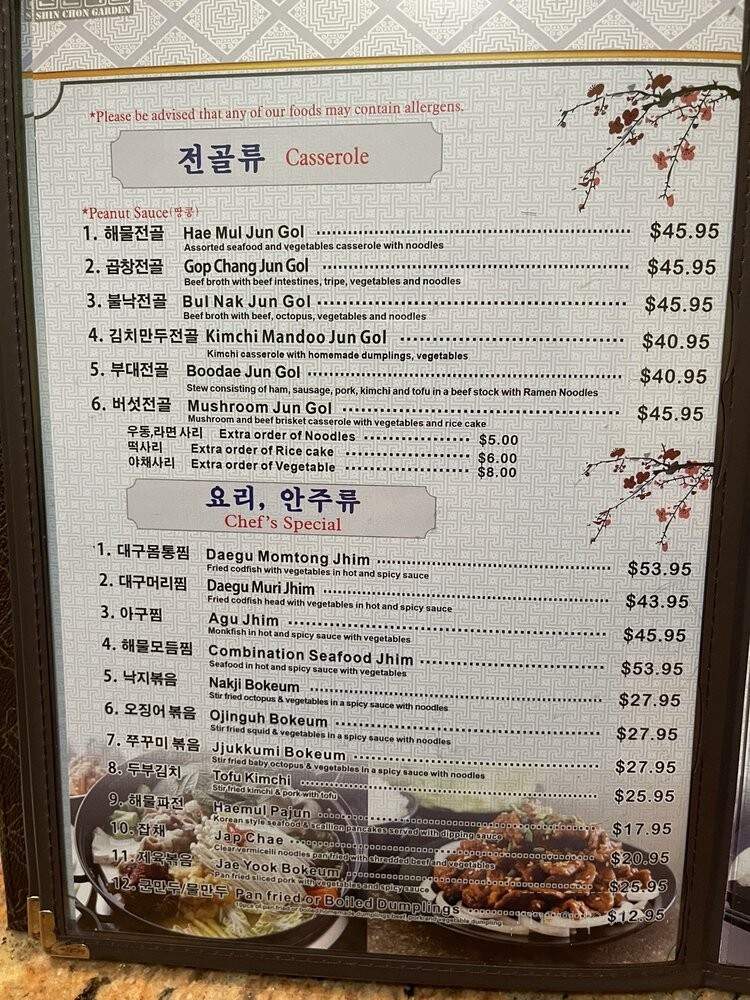 SHIN CHON GARDEN
*Please be advised that any of our foods may contain allergens.
전골류 Casserole
*Peanut Sauce(땅콩)
1. 해물전골 Hae Mul Jun Gol $45.95
Assorted seafood and vegetables casserole with noodles
2. 곱창전골 Gop Chang Jun Gol $45.95
Beef broth with beef intestines, tripe, vegetables and noodles
3. 불낙전골 Bul Nak Jun Gol $45.95
Beef broth with beef, octopus, vegetables and noodles
4. 김치만두전골 Kimchi Mandoo Jun Gol $40.95
Kimchi casserole with homemade dumplings, vegetables
5. 부대전골 Boodae Jun Gol $40.95
Stew consisting of ham, sausage, pork, kimchi and tofu in a beef stock with Ramen Noodles
6. 버섯전골 Mushroom Jun Gol $45.95
Mushroom and beef brisket casserole with vegetables and rice cake
우동,라면 사리 Extra order of Noodles $5.00
떡사리 Extra order of Rice cake $6.00
야채사리 Extra order of Vegetable $8.00
요리, 안주류
Chef's Special
1. 대구몸통찜 Daegu Momtong Jhim $53.95
Fried codfish with vegetables in hot and spicy sauce
2. 대구머리찜 Daegu Muri Jhim $43.95
Fried codfish head with vegetables in hot and spicy sauce
3. 아구찜 Agu Jhim $45.95
Monkfish in hot and spicy sauce with vegetables
4. 해물모듬찜 Combination Seafood Jhim $53.95
Seafood in hot and spicy sauce with vegetables
5. 낙지볶음 Nakji Bokeum $27.95
Stir fried octopus & vegetables in a spicy sauce with noodles
6. 오징어 볶음 Ojinguh Bokeum $27.95
Stir fried squid & vegetables in a spicy sauce with noodles
7. 쭈꾸미 볶음 Jjukkumi Bokeum $27.95
Stir fried baby octopus & vegetables in a spicy sauce with noodles
8. 두부김치 Tofu Kimchi $25.95
Stir fried kimchi & pork with tofu
9. 해물파전 Haemul Pajun $17.95
Korean style seafood & scallion pancakes served with dipping sauce
10. 잡채 Jap Chae $20.95
Clear vermicelli noodles pan fried with shredded beef and vegetables
11. 제육볶음 Jae Yook Bokeum $25.95
Pan fried sliced pork with vegetable and spicy sauce
12. 군만두/물만두 Pan fried or Boiled Dumplings $12.95
10pcs of pan fried or boiled homemade dumplings beef, pork and vegetable dumplings